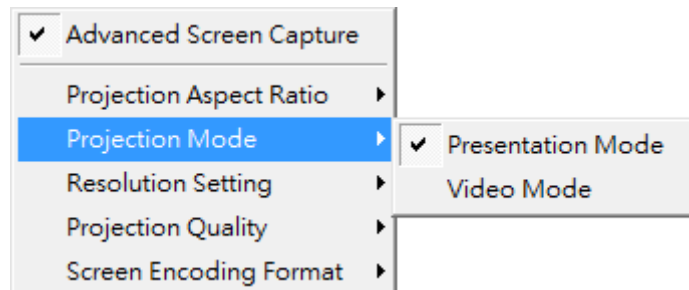 Advanced Screen Capture
Projection Aspect Ratio
Projection Mode
Resolution Setting
Projection Quality
Screen Encoding Format
Presentation Mode
Video Mode